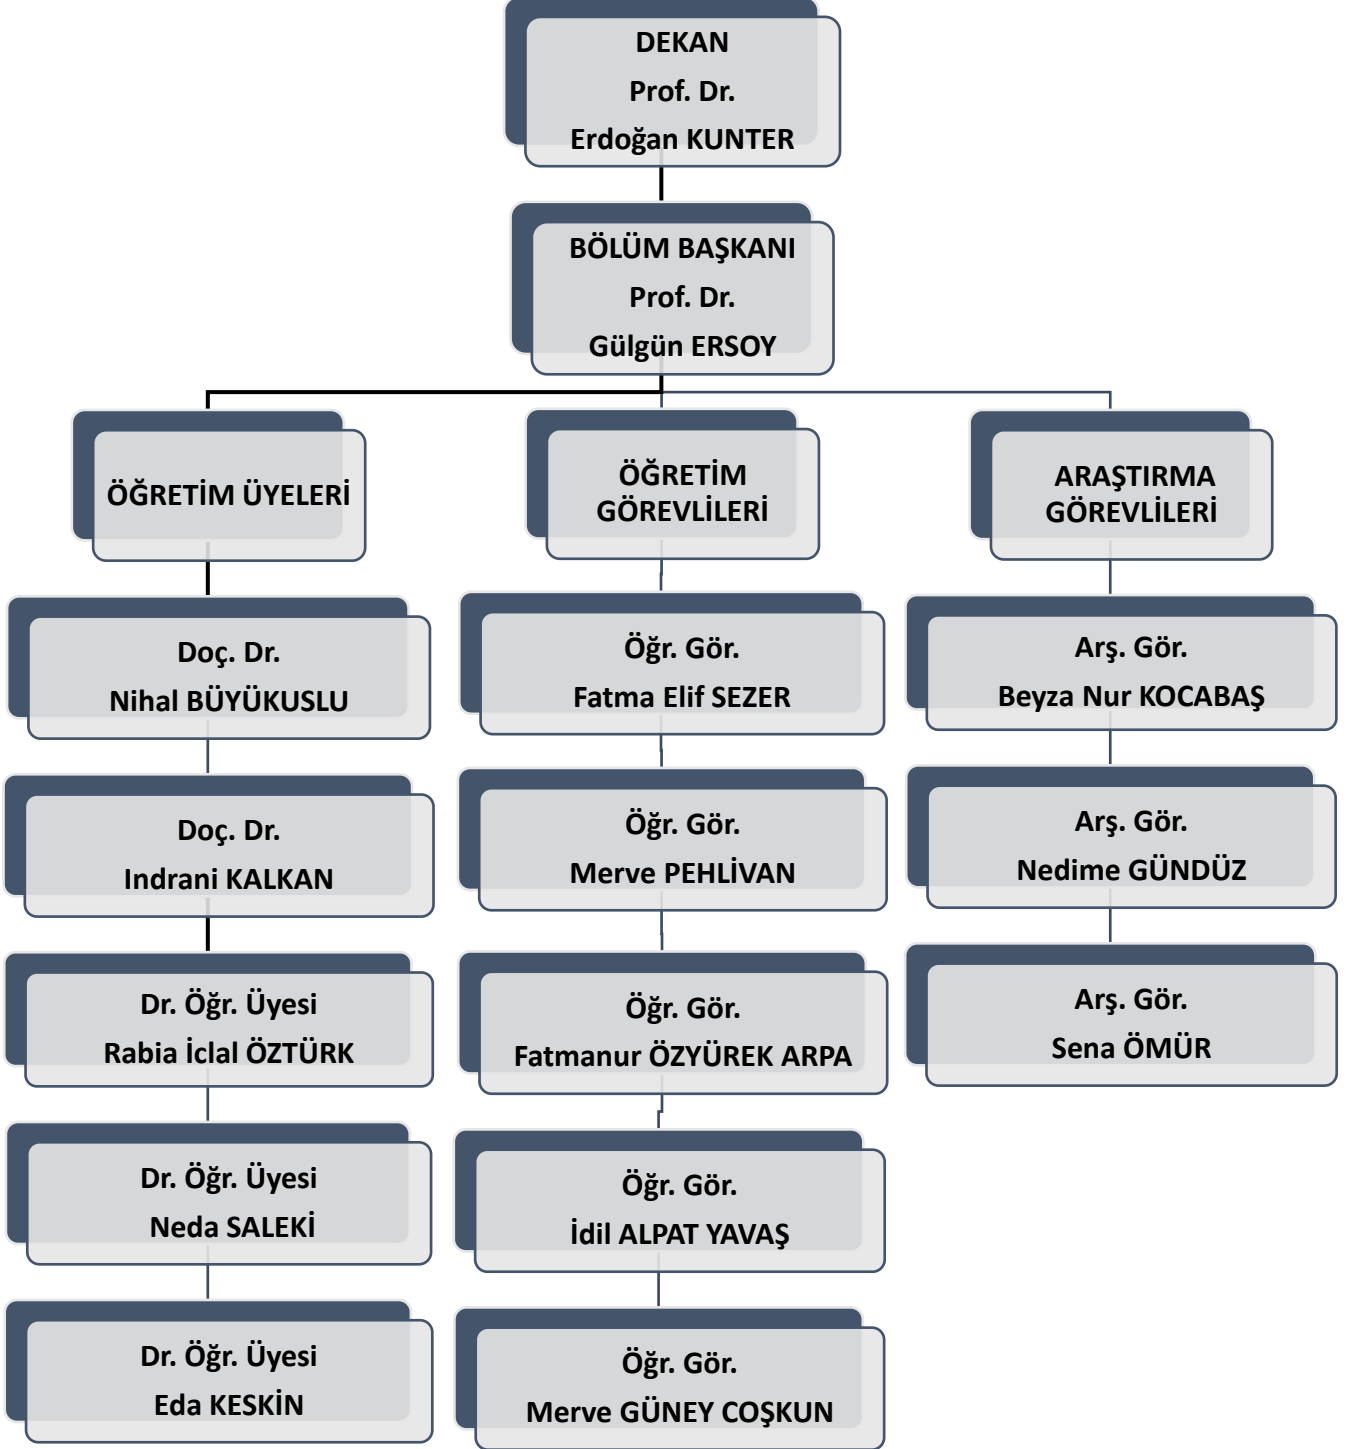 DEKAN
Prof. Dr.
Erdoğan KUNTER
BÖLÜM BAŞKANI
Prof. Dr.
Gülgün ERSOY
ÖĞRETİM ÜYELERİ
Doç. Dr.
Nihal BÜYÜKUSLU
Doç. Dr.
Indrani KALKAN
Dr. Öğr. Üyesi
Rabia İclal ÖZTÜRK
Dr. Öğr. Üyesi
Neda SALEKİ
Dr. Öğr. Üyesi
Eda KESKİN
ÖĞRETİM
GÖREVLİLERİ
Öğr. Gör.
Fatma Elif SEZER
Öğr. Gör.
Merve PEHLİVAN
Öğr. Gör.
Fatmanur ÖZYÜREK ARPA
Öğr. Gör.
İdil ALPAT YAVAŞ
Öğr. Gör.
Merve GÜNEY COŞKUN
ARAŞTIRMA
GÖREVLİLERİ
Arş. Gör.
Beyza Nur KOCABAŞ
Arş. Gör.
Nedime GÜNDÜZ
Arş. Gör.
Sena ÖMÜR